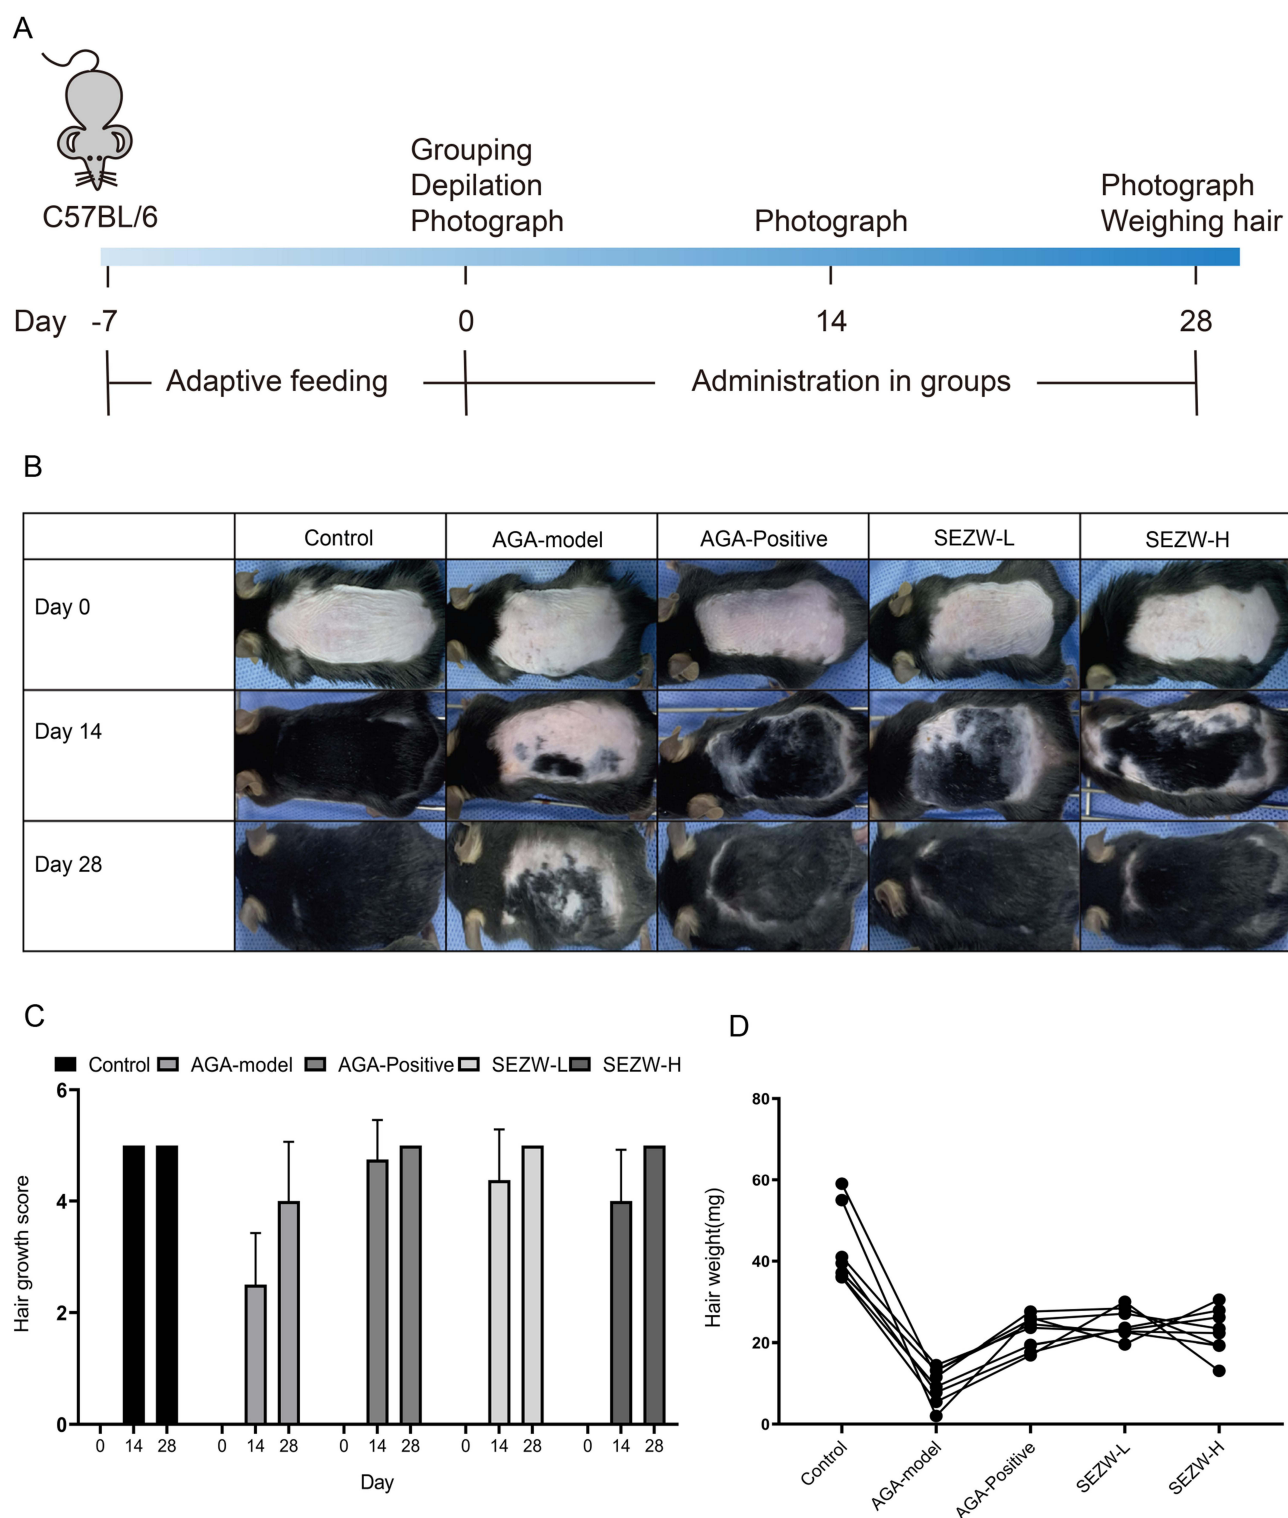 A
C57BL/6
Grouping
Depilation
Photograph
Photograph
Photograph
Weighing hair
Day -7 0 14 28
Adaptive feeding Administration in groups
B
Control AGA-model AGA-Positive SEZW-L SEZW-H
Day 0
Day 14
Day 28
C
Control AGA-model AGA-Positive SEZW-L SEZW-H
Hair growth score
6
4
2
0
0 14 28 0 14 28 0 14 28 0 14 28 0 14 28
Day
D
Hair weight(mg)
80
60
40
20
0
Control AGA-model AGA-Positive SEZW-L SEZW-H